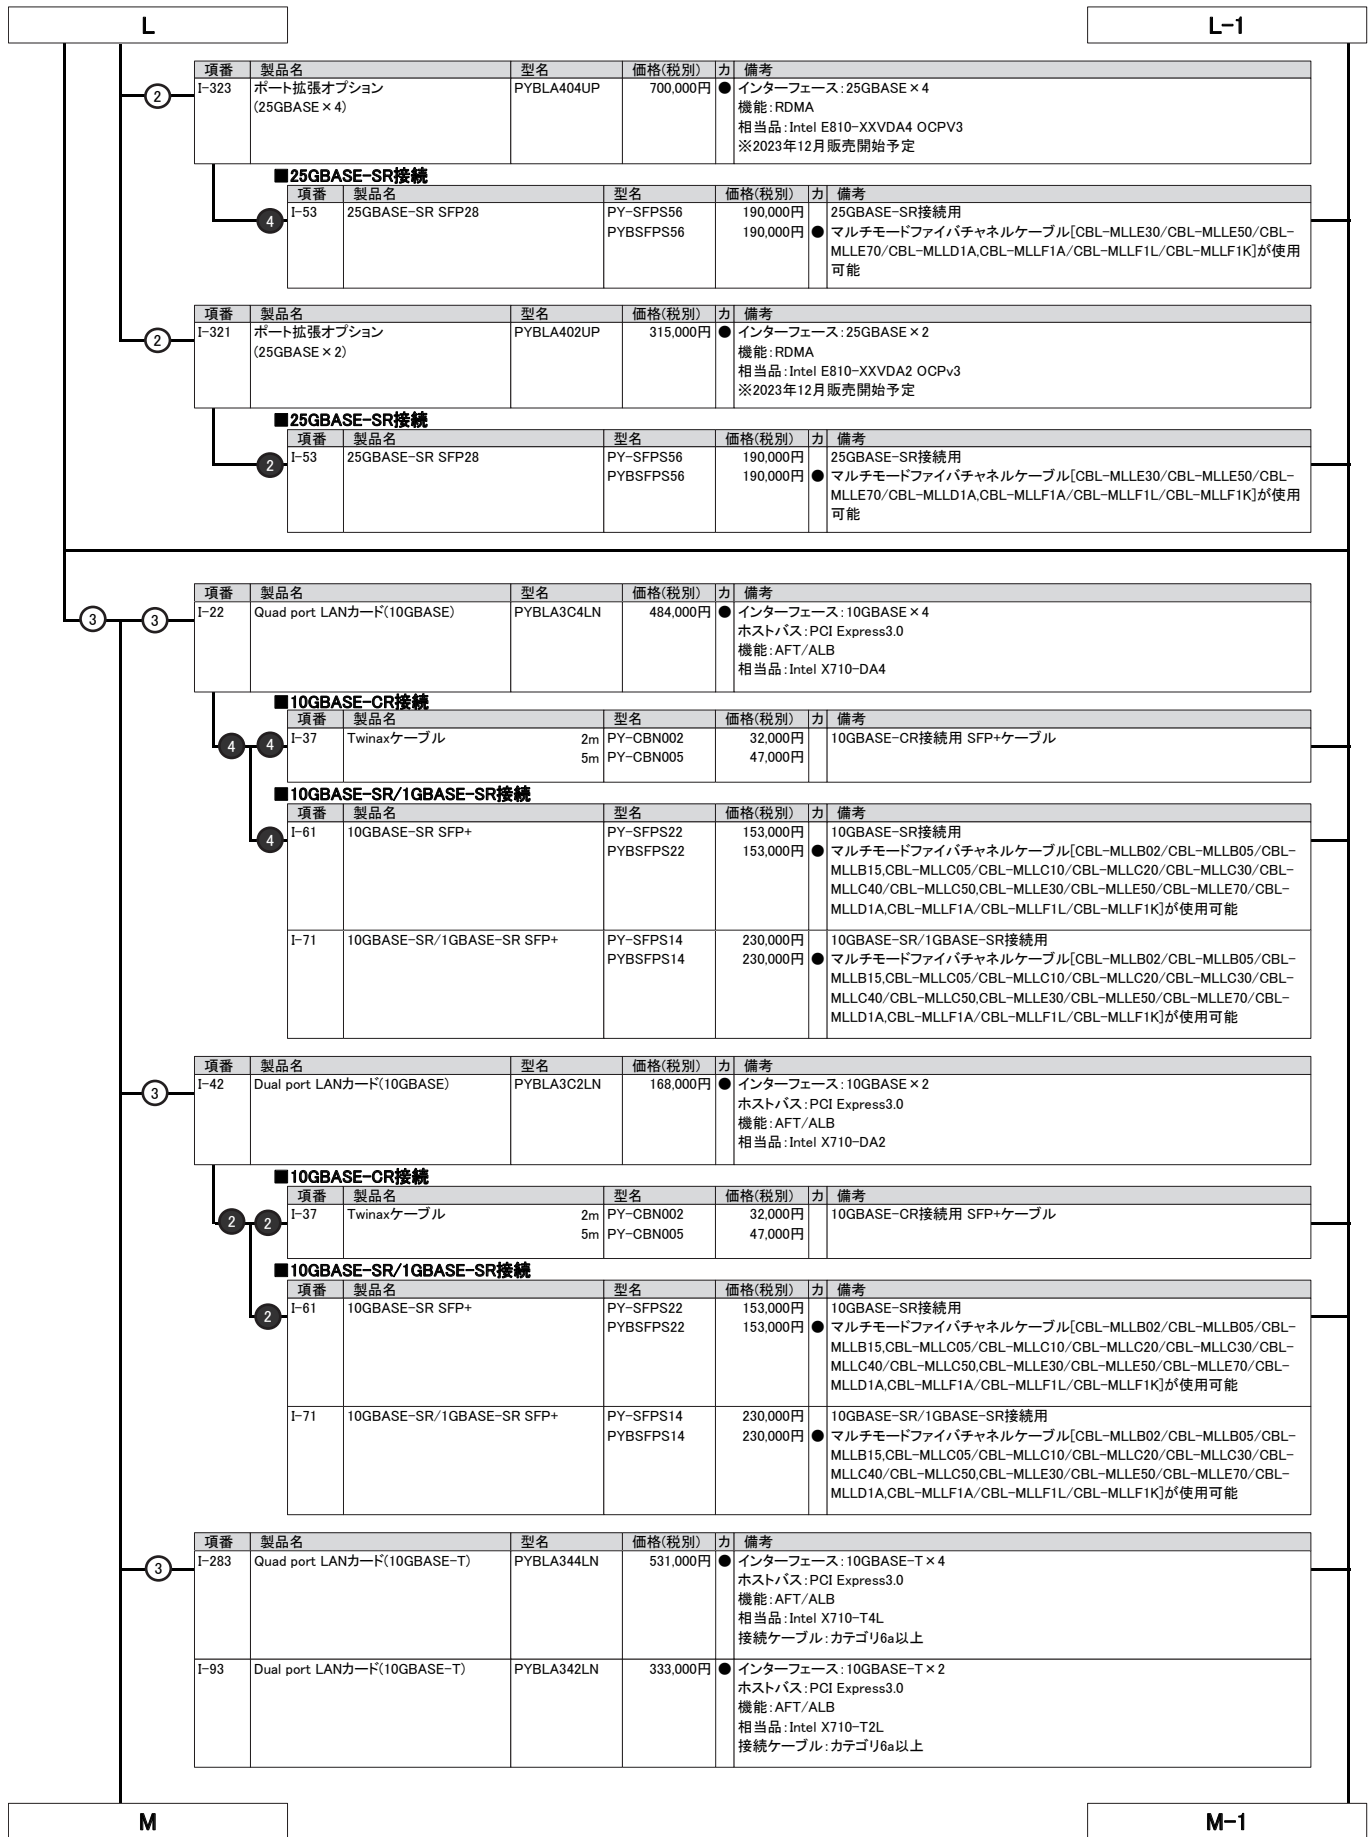 L
L-1
項番 製品名 型名 価格(税別) カ 備考
② I-323 ポート拡張オプション PYBLA404UP 700,000円 ● インターフェース:25GBASE×4
(25GBASE×4) 機能:RDMA
相当品:Intel E810-XXVDA4 OCPV3
※2023年12月販売開始予定
■25GBASE-SR接続
項番 製品名 型名 価格(税別) カ 備考
4 I-53 25GBASE-SR SFP28 PY-SFPS56 190,000円 25GBASE-SR接続用
PYBSFPS56 190,000円 ● マルチモードファイバチャネルケーブル[CBL-MLLE30/CBL-MLLE50/CBL-
MLLE70/CBL-MLLD1A,CBL-MLLF1A/CBL-MLLF1L/CBL-MLLF1K]が使用
可能
項番 製品名 型名 価格(税別) カ 備考
② I-321 ポート拡張オプション PYBLA402UP 315,000円 ● インターフェース:25GBASE×2
(25GBASE×2) 機能:RDMA
相当品:Intel E810-XXVDA2 OCPv3
※2023年12月販売開始予定
■25GBASE-SR接続
項番 製品名 型名 価格(税別) カ 備考
2 I-53 25GBASE-SR SFP28 PY-SFPS56 190,000円 25GBASE-SR接続用
PYBSFPS56 190,000円 ● マルチモードファイバチャネルケーブル[CBL-MLLE30/CBL-MLLE50/CBL-
MLLE70/CBL-MLLD1A,CBL-MLLF1A/CBL-MLLF1L/CBL-MLLF1K]が使用
可能
項番 製品名 型名 価格(税別) カ 備考
③ ③ I-22 Quad port LANカード(10GBASE) PYBLA3C4LN 484,000円 ● インターフェース:10GBASE×4
ホストバス:PCI Express3.0
機能:AFT/ALB
相当品:Intel X710-DA4
■10GBASE-CR接続
項番 製品名 型名 価格(税別) カ 備考
4 4 I-37 Twinaxケーブル 2m PY-CBN002 32,000円 10GBASE-CR接続用 SFP+ケーブル
5m PY-CBN005 47,000円
■10GBASE-SR/1GBASE-SR接続
項番 製品名 型名 価格(税別) カ 備考
4 I-61 10GBASE-SR SFP+ PY-SFPS22 153,000円 10GBASE-SR接続用
PYBSFPS22 153,000円 ● マルチモードファイバチャネルケーブル[CBL-MLLB02/CBL-MLLB05/CBL-
MLLB15,CBL-MLLC05/CBL-MLLC10/CBL-MLLC20/CBL-MLLC30/CBL-
MLLC40/CBL-MLLC50,CBL-MLLE30/CBL-MLLE50/CBL-MLLE70/CBL-
MLLD1A,CBL-MLLF1A/CBL-MLLF1L/CBL-MLLF1K]が使用可能
I-71 10GBASE-SR/1GBASE-SR SFP+ PY-SFPS14 230,000円 10GBASE-SR/1GBASE-SR接続用
PYBSFPS14 230,000円 ● マルチモードファイバチャネルケーブル[CBL-MLLB02/CBL-MLLB05/CBL-
MLLB15,CBL-MLLC05/CBL-MLLC10/CBL-MLLC20/CBL-MLLC30/CBL-
MLLC40/CBL-MLLC50,CBL-MLLE30/CBL-MLLE50/CBL-MLLE70/CBL-
MLLD1A,CBL-MLLF1A/CBL-MLLF1L/CBL-MLLF1K]が使用可能
項番 製品名 型名 価格(税別) カ 備考
③ I-42 Dual port LANカード(10GBASE) PYBLA3C2LN 168,000円 ● インターフェース:10GBASE×2
ホストバス:PCI Express3.0
機能:AFT/ALB
相当品:Intel X710-DA2
■10GBASE-CR接続
項番 製品名 型名 価格(税別) カ 備考
2 2 I-37 Twinaxケーブル 2m PY-CBN002 32,000円 10GBASE-CR接続用 SFP+ケーブル
5m PY-CBN005 47,000円
■10GBASE-SR/1GBASE-SR接続
項番 製品名 型名 価格(税別) カ 備考
2 I-61 10GBASE-SR SFP+ PY-SFPS22 153,000円 10GBASE-SR接続用
PYBSFPS22 153,000円 ● マルチモードファイバチャネルケーブル[CBL-MLLB02/CBL-MLLB05/CBL-
MLLB15,CBL-MLLC05/CBL-MLLC10/CBL-MLLC20/CBL-MLLC30/CBL-
MLLC40/CBL-MLLC50,CBL-MLLE30/CBL-MLLE50/CBL-MLLE70/CBL-
MLLD1A,CBL-MLLF1A/CBL-MLLF1L/CBL-MLLF1K]が使用可能
I-71 10GBASE-SR/1GBASE-SR SFP+ PY-SFPS14 230,000円 10GBASE-SR/1GBASE-SR接続用
PYBSFPS14 230,000円 ● マルチモードファイバチャネルケーブル[CBL-MLLB02/CBL-MLLB05/CBL-
MLLB15,CBL-MLLC05/CBL-MLLC10/CBL-MLLC20/CBL-MLLC30/CBL-
MLLC40/CBL-MLLC50,CBL-MLLE30/CBL-MLLE50/CBL-MLLE70/CBL-
MLLD1A,CBL-MLLF1A/CBL-MLLF1L/CBL-MLLF1K]が使用可能
項番 製品名 型名 価格(税別) カ 備考
③ I-283 Quad port LANカード(10GBASE-T) PYBLA344LN 531,000円 ● インターフェース:10GBASE-T×4
ホストバス:PCI Express3.0
機能:AFT/ALB
相当品:Intel X710-T4L
接続ケーブル:カテゴリ6a以上
I-93 Dual port LANカード(10GBASE-T) PYBLA342LN 333,000円 ● インターフェース:10GBASE-T×2
ホストバス:PCI Express3.0
機能:AFT/ALB
相当品:Intel X710-T2L
接続ケーブル:カテゴリ6a以上
M
M-1